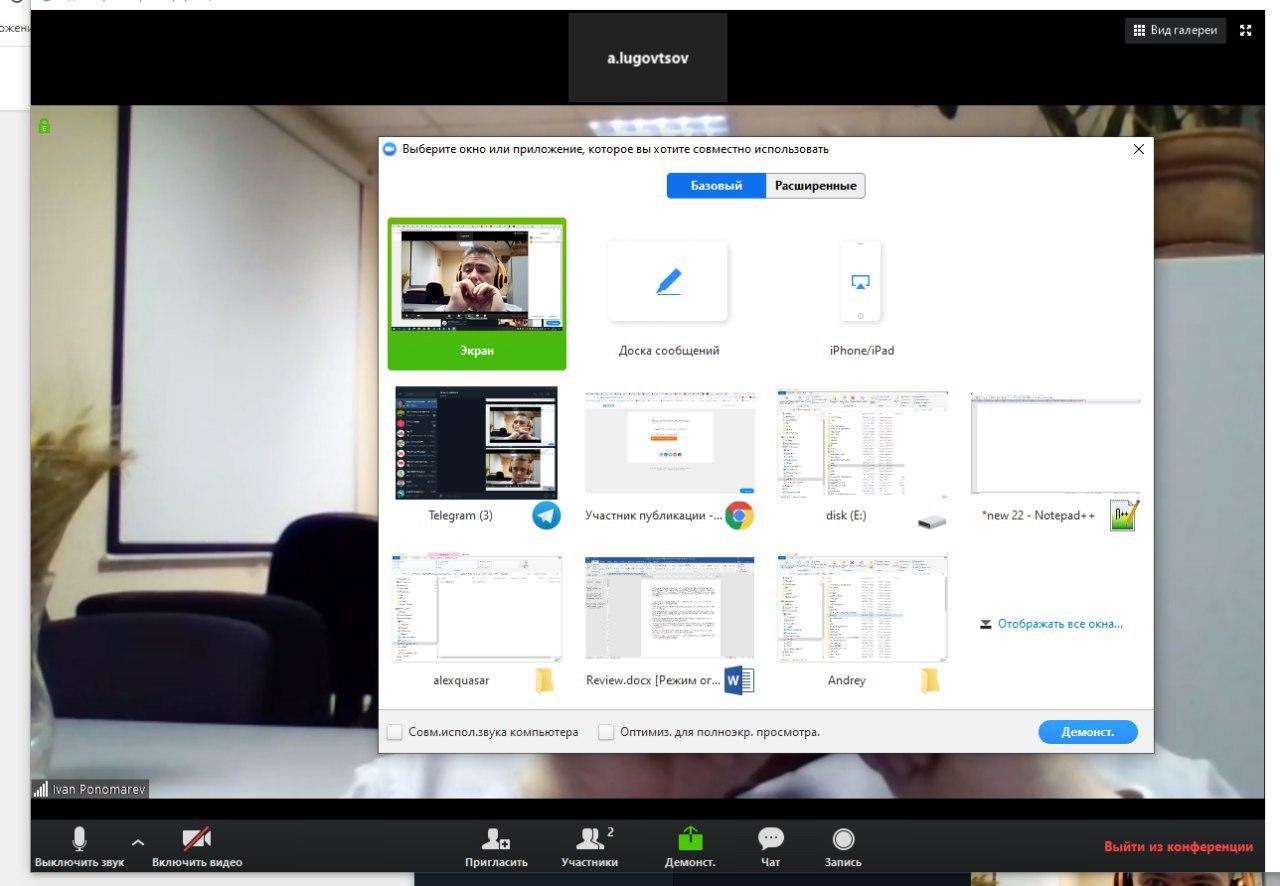 ожени
a.lugovtsov
Вид галереи
Выберите окно или приложение, которое вы хотите совместно использовать
Базовый
Расширенные
Экран
Доска сообщений
iPhone/iPad
Telegram (3)
Участник публикации -...
disk (E:)
*new 22 - Notepad++
alexquasar
Review.docx [Режим ог...
Andrey
Отображать все окна...
Совм.испол.звука компьютера
Оптимиз. для полноэкр. просмотра.
Демонст.
Ivan Ponomarev
Выключить звук
Включить видео
Пригласить
2
Участники
Демонст.
Чат
Запись
Выйти из конференции